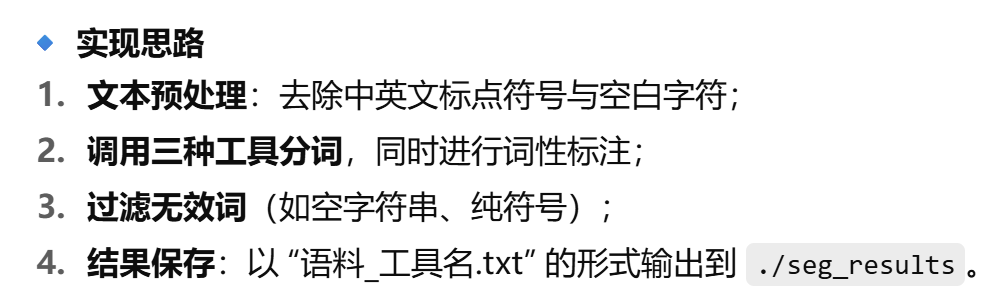 实现思路
1. 文本预处理：去除中英文标点符号与空白字符；
2. 调用三种工具分词，同时进行词性标注；
3. 过滤无效词（如空字符串、纯符号）；
4. 结果保存：以 “语料_工具名.txt” 的形式输出到 ./seg_results 。